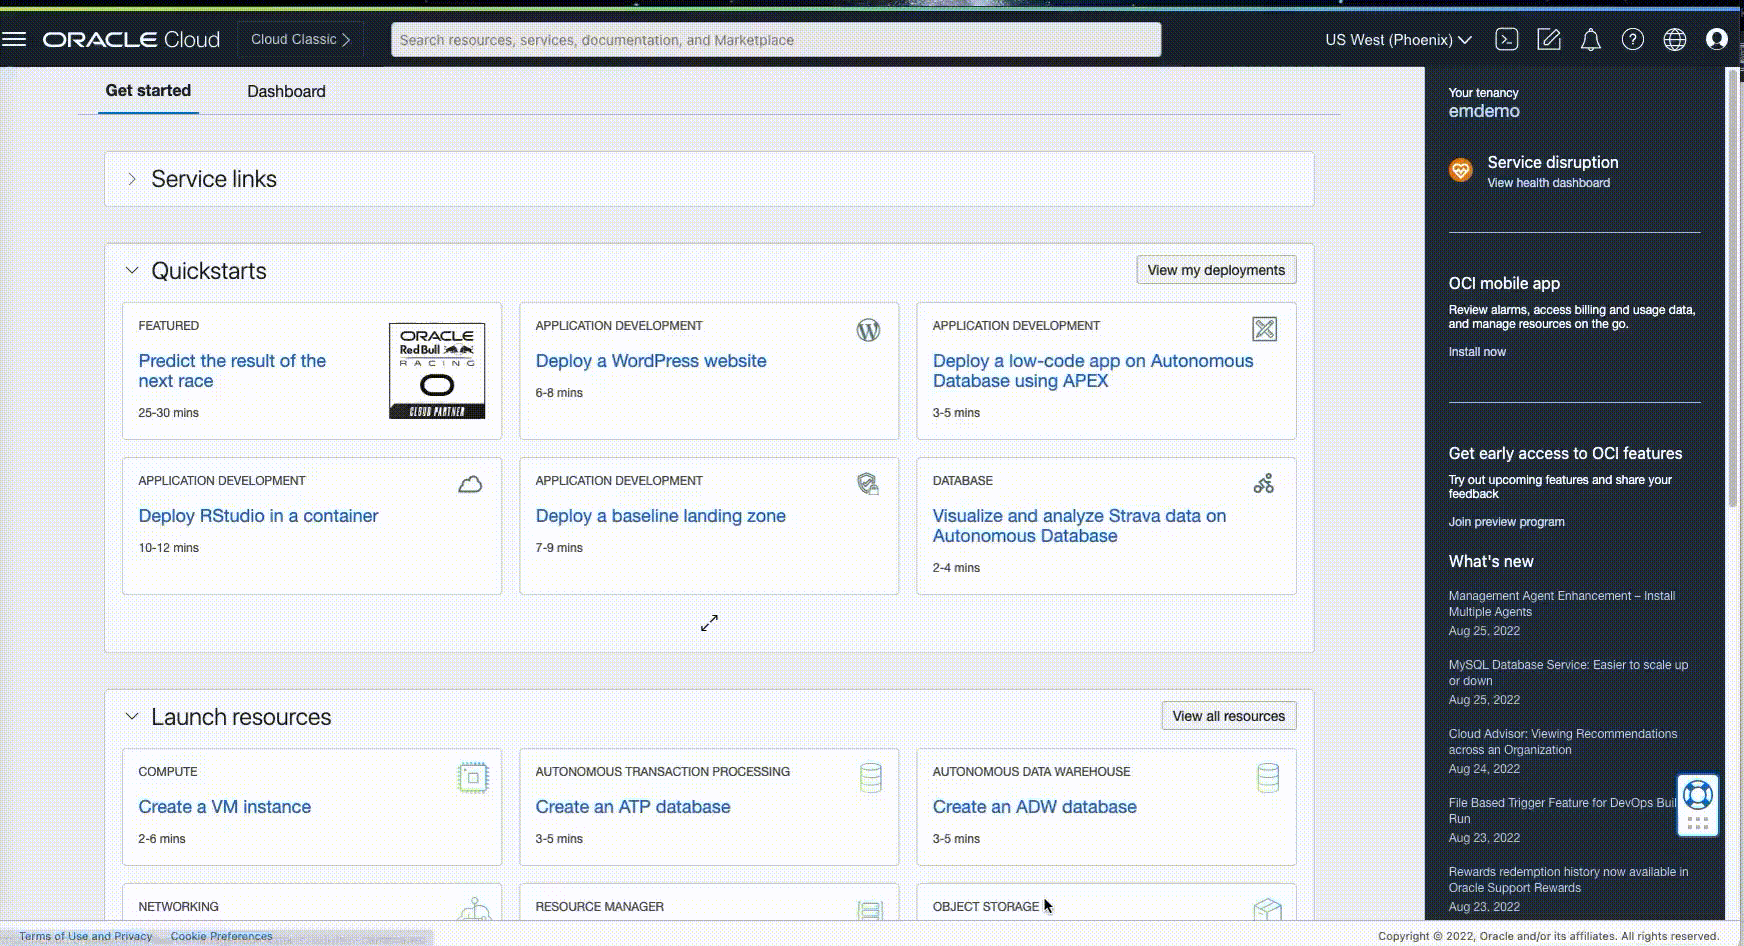 ORACLE Cloud
Cloud Classic
Search resources, services, documentation, and Marketplace
US West (Phoenix)
Get started
Dashboard
Service links
Quickstarts
View my deployments
FEATURED
Predict the result of the
next race
25-30 mins
ORACLE
Red Bull
RACING
CLOUD PARTNER
APPLICATION DEVELOPMENT
Deploy a WordPress website
6-8 mins
APPLICATION DEVELOPMENT
Deploy a low-code app on Autonomous
Database using APEX
3-5 mins
APPLICATION DEVELOPMENT
Deploy RStudio in a container
10-12 mins
APPLICATION DEVELOPMENT
Deploy a baseline landing zone
7-9 mins
DATABASE
Visualize and analyze Strava data on
Autonomous Database
2-4 mins
Launch resources
View all resources
COMPUTE
Create a VM instance
2-6 mins
AUTONOMOUS TRANSACTION PROCESSING
Create an ATP database
3-5 mins
AUTONOMOUS DATA WAREHOUSE
Create an ADW database
3-5 mins
NETWORKING
RESOURCE MANAGER
OBJECT STORAGE
Your tenancy
emdemo
Service disruption
View health dashboard
OCI mobile app
Review alarms, access billing and usage data,
and manage resources on the go.
Install now
Get early access to OCI features
Try out upcoming features and share your
feedback
Join preview program
What's new
Management Agent Enhancement – Install
Multiple Agents
Aug 25, 2022
MySQL Database Service: Easier to scale up
or down
Aug 25, 2022
Cloud Advisor: Viewing Recommendations
across an Organization
Aug 24, 2022
File Based Trigger Feature for DevOps Buil
Run
Aug 23, 2022
Rewards redemption history now available in
Oracle Support Rewards
Aug 23, 2022
Terms of Use and Privacy
Cookie Preferences
Copyright © 2022, Oracle and/or its affiliates. All rights reserved.